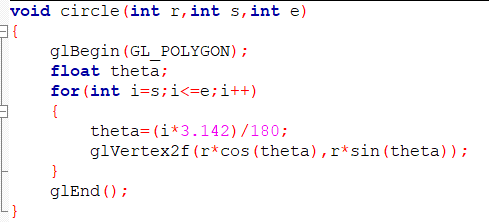 void circle(int r,int s,int e)
{
glBegin(GL_POLYGON);
float theta;
for(int i=s;i<=e;i++)
{
theta=(i*3.142)/180;
glVertex2f(r*cos(theta),r*sin(theta));
}
glEnd();
}